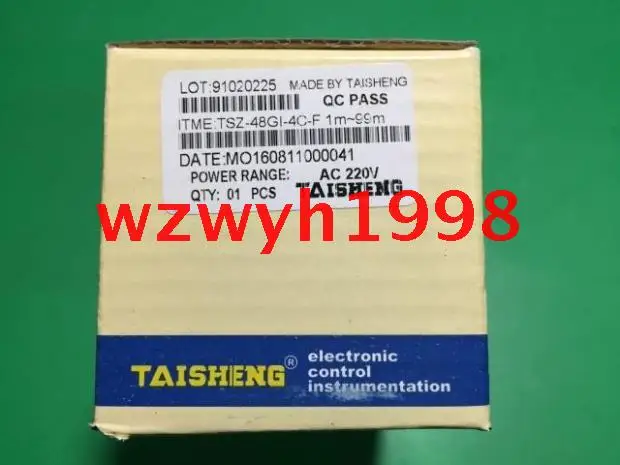 LOT:91020225 MADE BY TAISHENG
QC PASS
ITME:TSZ-48GI-4C-F 1m~99m
DATE:MO160811000041
POWER RANGE: AC 220V
QTY: 01 PCS TAISHENG
wzwyh1998
TAISHENG® electronic
control
instrumentation